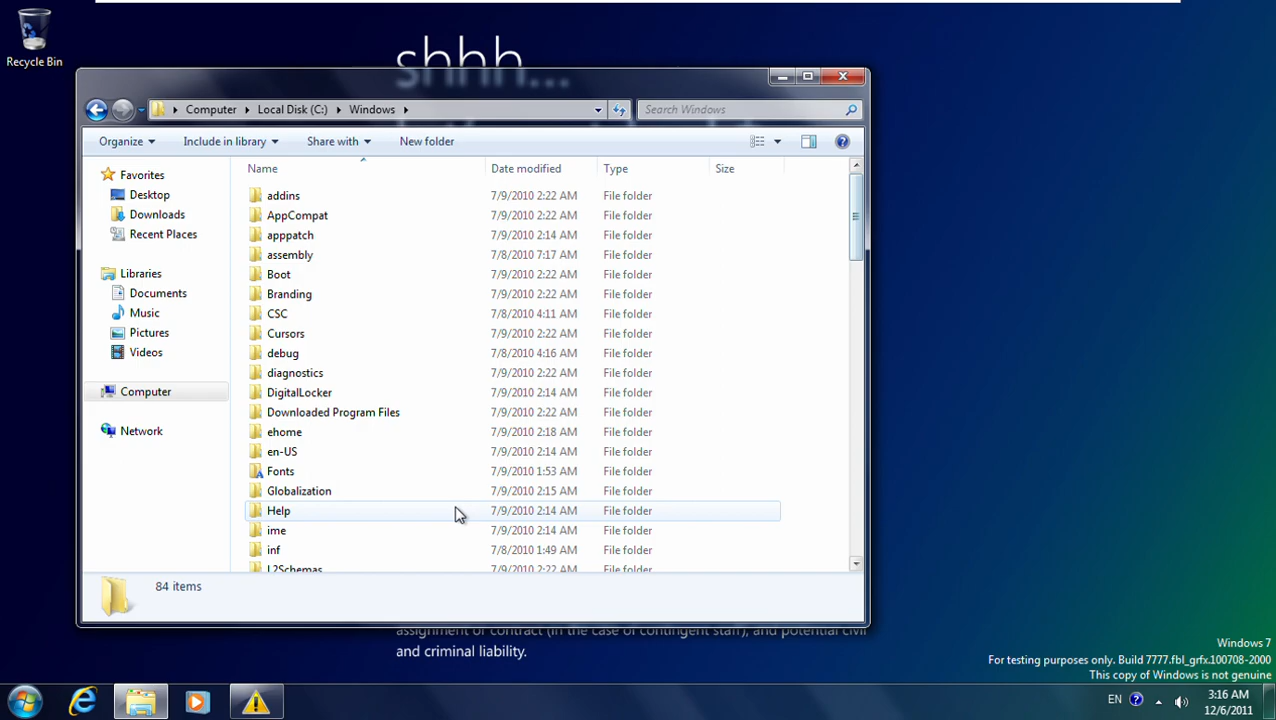 Recycle Bin
shhh...
Computer Local Disk (C:) Windows
Search Windows
Organize Include in library Share with New folder
Name Date modified Type Size
Favorites
Desktop
Downloads
Recent Places
Libraries
Documents
Music
Pictures
Videos
Computer
Network
addins 7/9/2010 2:22 AM File folder
AppCompat 7/9/2010 2:22 AM File folder
apppatch 7/9/2010 2:14 AM File folder
assembly 7/8/2010 7:17 AM File folder
Boot 7/9/2010 2:22 AM File folder
Branding 7/9/2010 2:22 AM File folder
CSC 7/8/2010 4:11 AM File folder
Cursors 7/9/2010 2:22 AM File folder
debug 7/8/2010 4:16 AM File folder
diagnostics 7/9/2010 2:22 AM File folder
DigitalLocker 7/9/2010 2:14 AM File folder
Downloaded Program Files 7/9/2010 2:22 AM File folder
ehome 7/9/2010 2:18 AM File folder
en-US 7/9/2010 2:14 AM File folder
Fonts 7/9/2010 1:53 AM File folder
Globalization 7/9/2010 2:15 AM File folder
Help 7/9/2010 2:14 AM File folder
ime 7/9/2010 2:14 AM File folder
inf 7/8/2010 1:49 AM File folder
L2Schemas 7/9/2010 2:22 AM File folder
84 items
assignment or contract (in the case of contingent staff), and potential civil
and criminal liability.
Windows 7
For testing purposes only. Build 7777.fbl_grfx.100708-2000
This copy of Windows is not genuine
EN
3:16 AM
12/6/2011